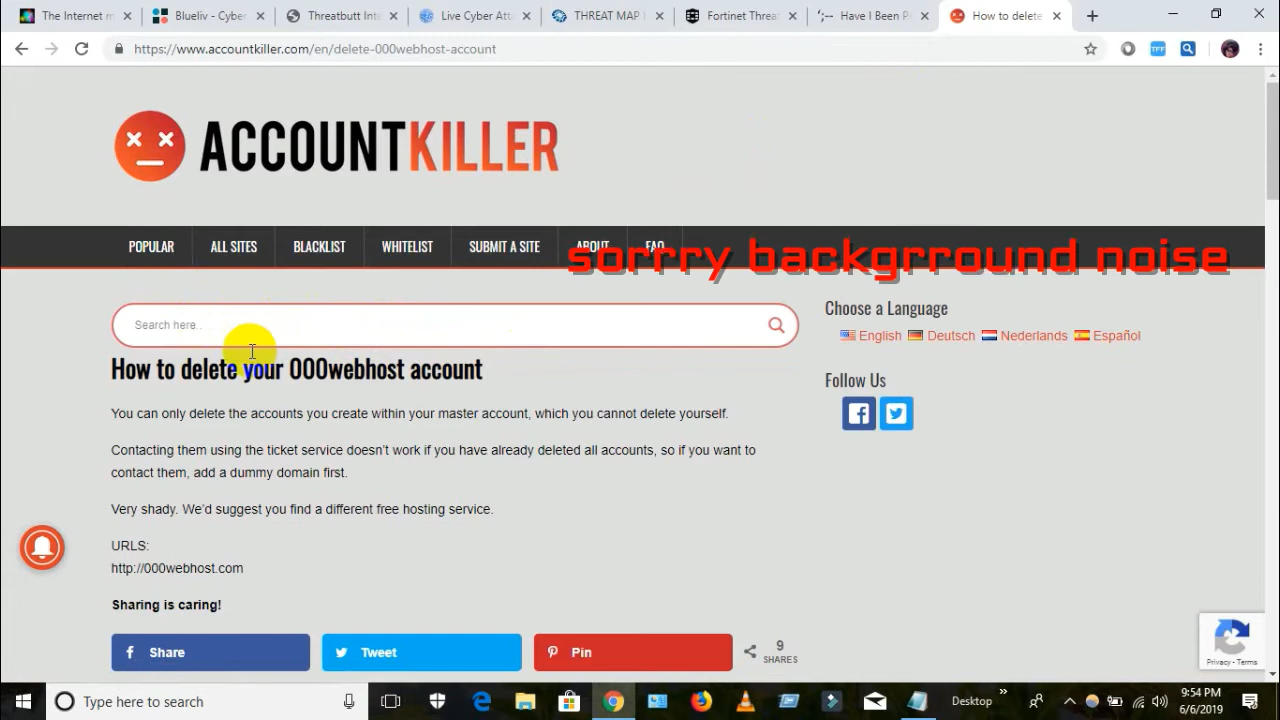 The Internet m
Blueliv - Cyber
Threatbutt Inte
Live Cyber Atta
THREAT MAP
Fortinet Threa
Have I Been P
How to delete
https://www.accountkiller.com/en/delete-000webhost-account
ACCOUNTKILLER
POPULAR
ALL SITES
BLACKLIST
WHITELIST
SUBMIT A SITE
ABOUT
FAQ
sorrry backgrround noise
Search here..
Choose a Language
English
Deutsch
Nederlands
Español
How to delete your 000webhost account
Follow Us
You can only delete the accounts you create within your master account, which you cannot delete yourself.
Contacting them using the ticket service doesn't work if you have already deleted all accounts, so if you want to
contact them, add a dummy domain first.
Very shady. We'd suggest you find a different free hosting service.
URLS:
http://000webhost.com
Sharing is caring!
Share
Tweet
Pin
9
SHARES
Privacy - Terms
Type here to search
Desktop
9:54 PM
6/6/2019